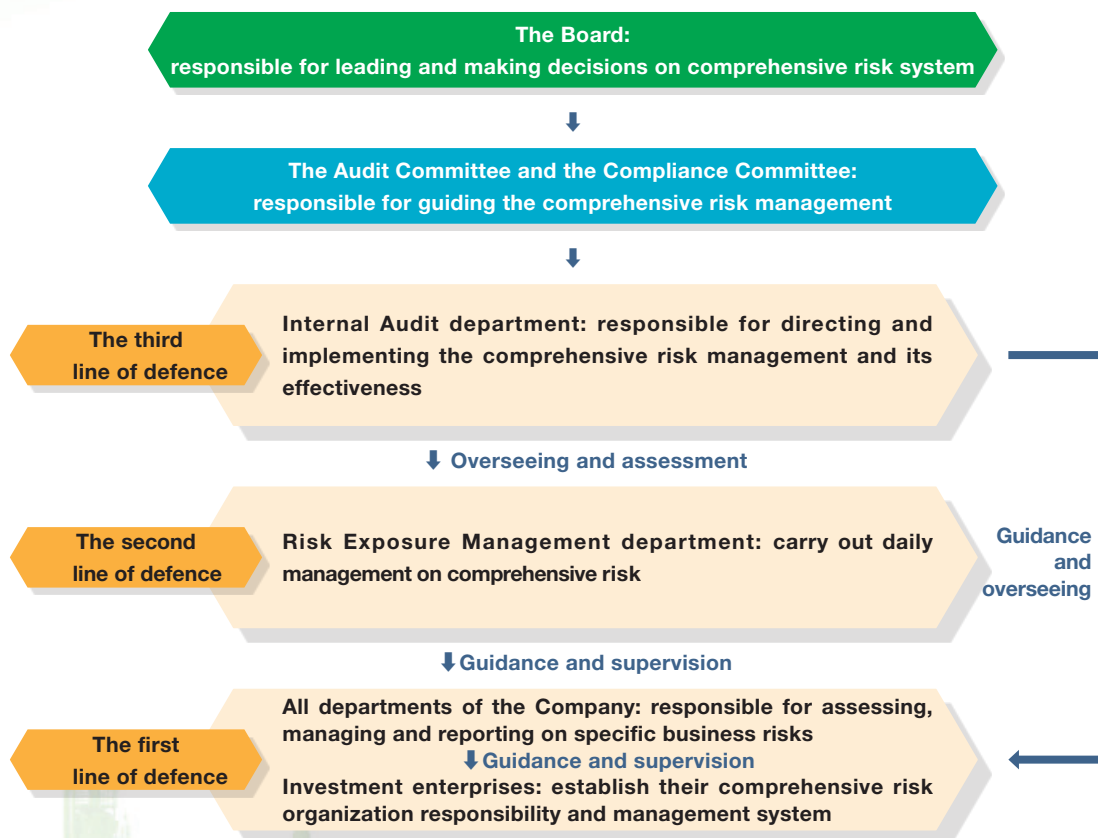 The Board:
responsible for leading and making decisions on comprehensive risk system
The Audit Committee and the Compliance Committee:
responsible for guiding the comprehensive risk management
The third
line of defence
Internal Audit department: responsible for directing and
implementing the comprehensive risk management and its
effectiveness
Overseeing and assessment
The second
line of defence
Risk Exposure Management department: carry out daily
management on comprehensive risk
Guidance
and
overseeing
Guidance and supervision
The first
line of defence
All departments of the Company: responsible for assessing,
managing and reporting on specific business risks
Guidance and supervision
Investment enterprises: establish their comprehensive risk
organization responsibility and management system